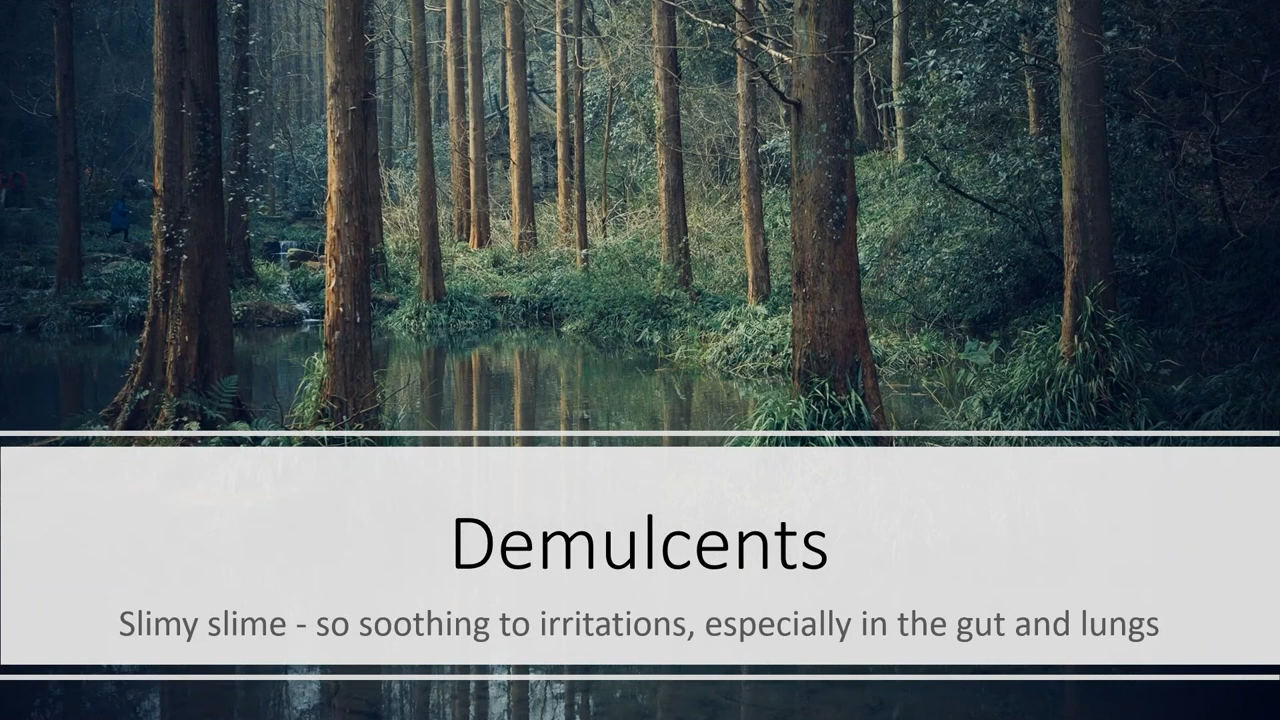 Demulcents
Slimy slime - so soothing to irritations, especially in the gut and lungs